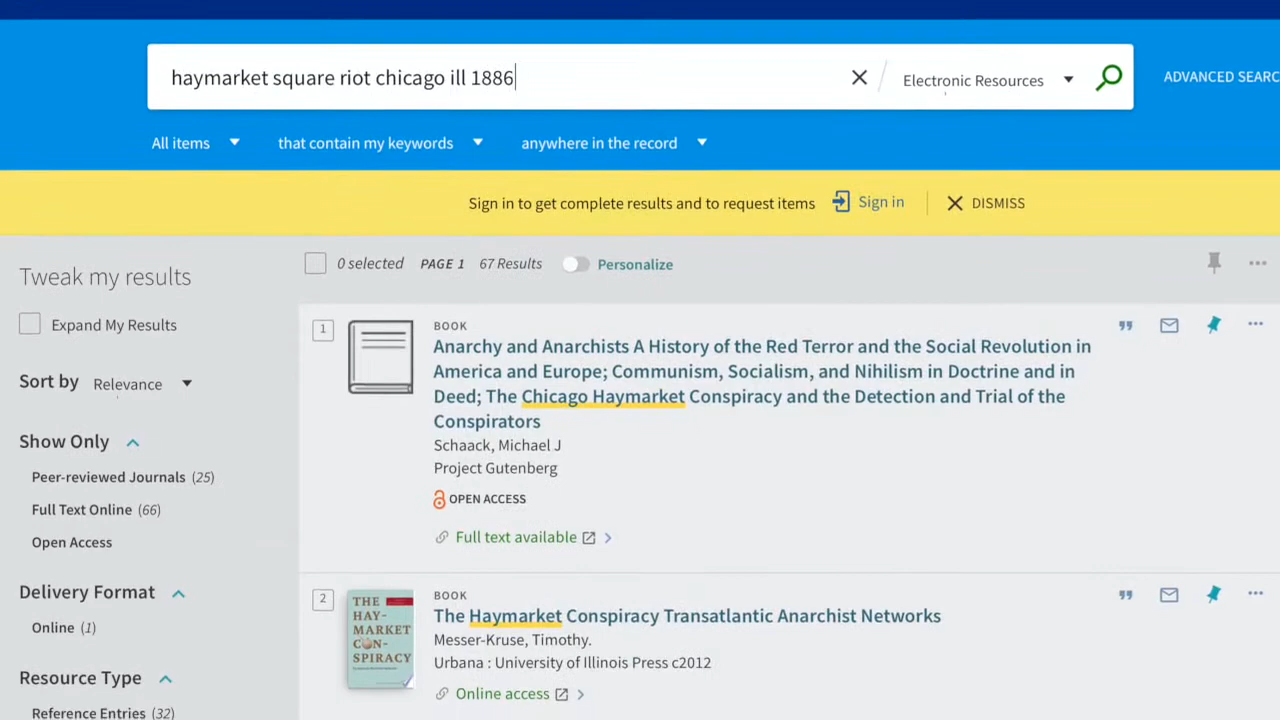 haymarket square riot chicago ill 1886
Electronic Resources
ADVANCED SEARC
All items
that contain my keywords
anywhere in the record
Sign in to get complete results and to request items
Sign in
DISMISS
Tweak my results
Expand My Results
Sort by Relevance
Show Only
Peer-reviewed Journals (25)
Full Text Online (66)
Open Access
Delivery Format
Online (1)
Resource Type
Reference Entries (32)
0 selected PAGE 1 67 Results
Personalize
1
BOOK
Anarchy and Anarchists A History of the Red Terror and the Social Revolution in
America and Europe; Communism, Socialism, and Nihilism in Doctrine and in
Deed; The Chicago Haymarket Conspiracy and the Detection and Trial of the
Conspirators
Schaack, Michael J
Project Gutenberg
OPEN ACCESS
Full text available
2
THE
HAY-
MARKET
CON-
SPIRACY
BOOK
The Haymarket Conspiracy Transatlantic Anarchist Networks
Messer-Kruse, Timothy.
Urbana : University of Illinois Press c2012
Online access